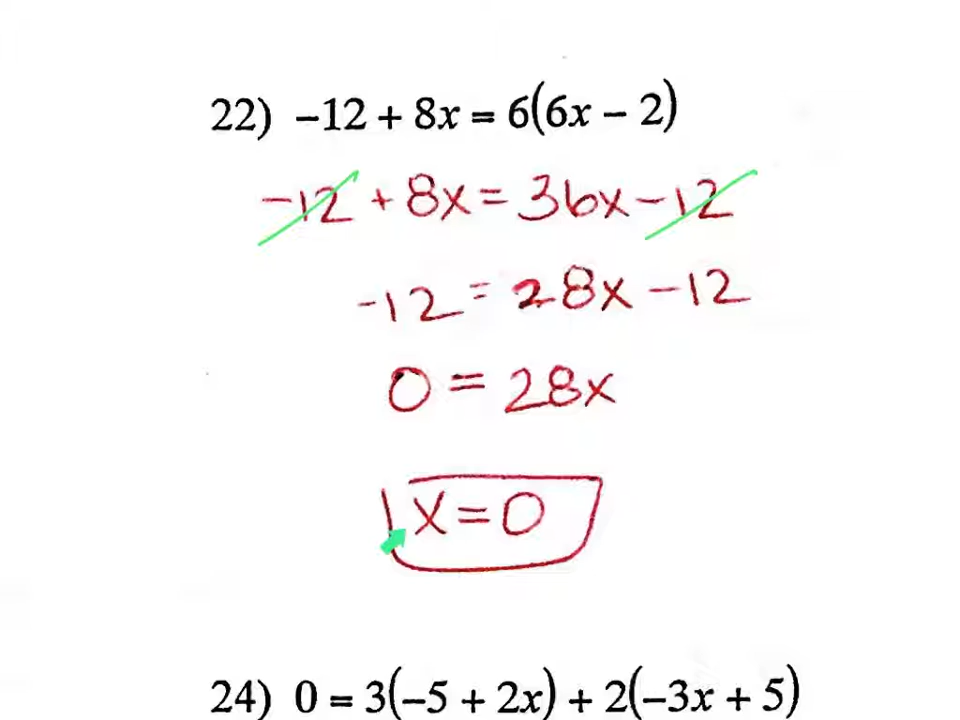 22) -12 + 8x = 6(6x - 2)
-12 + 8x = 36x - 12
-12 = 28x - 12
0 = 28x
x = 0
24) 0 = 3(-5 + 2x) + 2(-3x + 5)